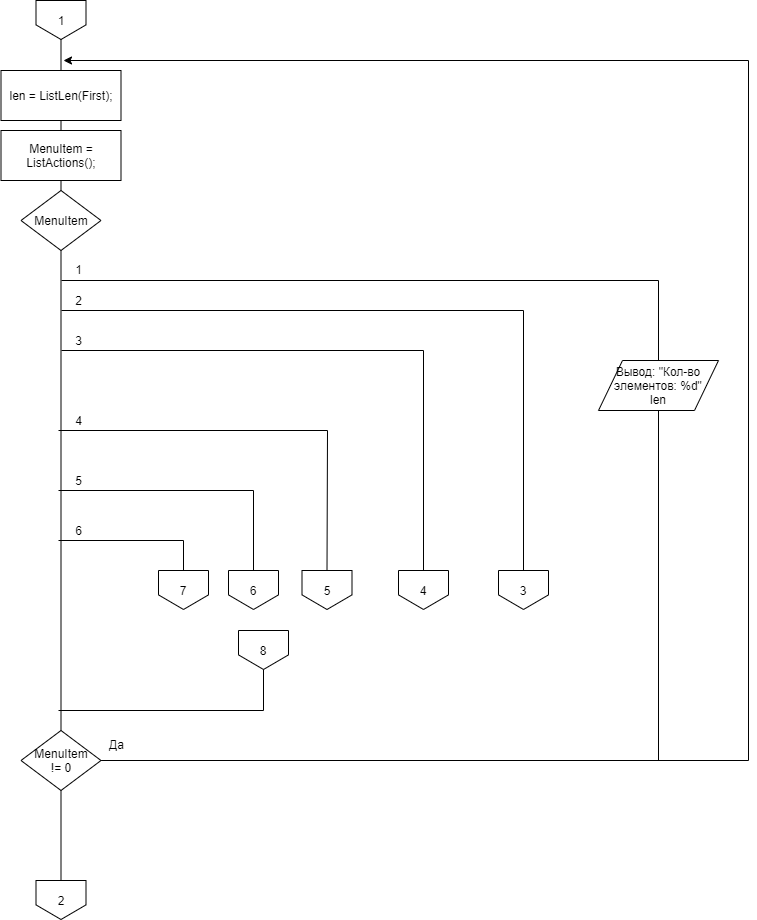 1
len = ListLen(First);
MenuItem =
ListActions();
MenuItem
1
2
3
Вывод: "Кол-во
элементов: %d"
len
4
5
6
7
6
5
4
3
8
Да
MenuItem
!= 0
2